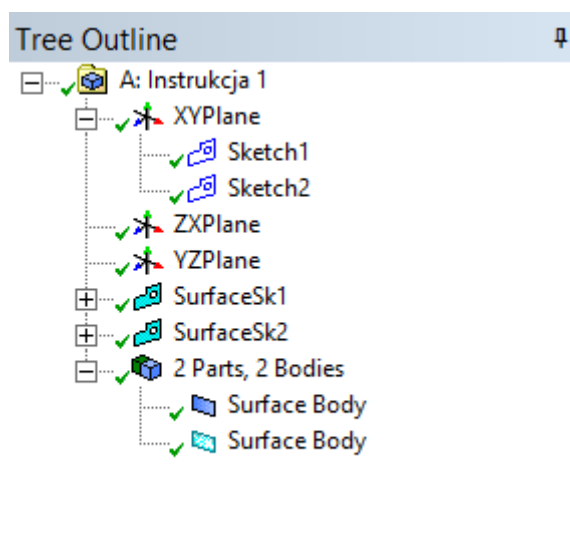 Tree Outline
A: Instrukcja 1
XYPlane
Sketch1
Sketch2
ZXPlane
YZPlane
SurfaceSk1
SurfaceSk2
2 Parts, 2 Bodies
Surface Body
Surface Body